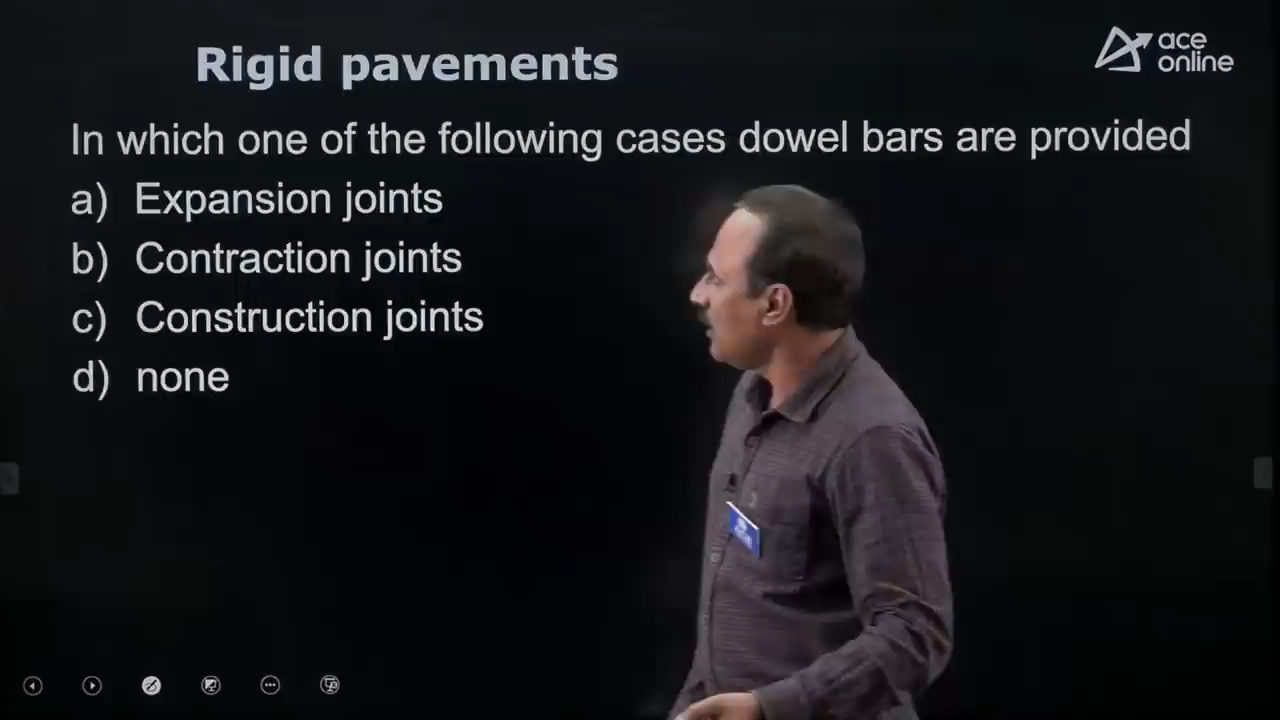 Rigid pavements
ace
online
In which one of the following cases dowel bars are provided
a) Expansion joints
b) Contraction joints
c) Construction joints
d) none